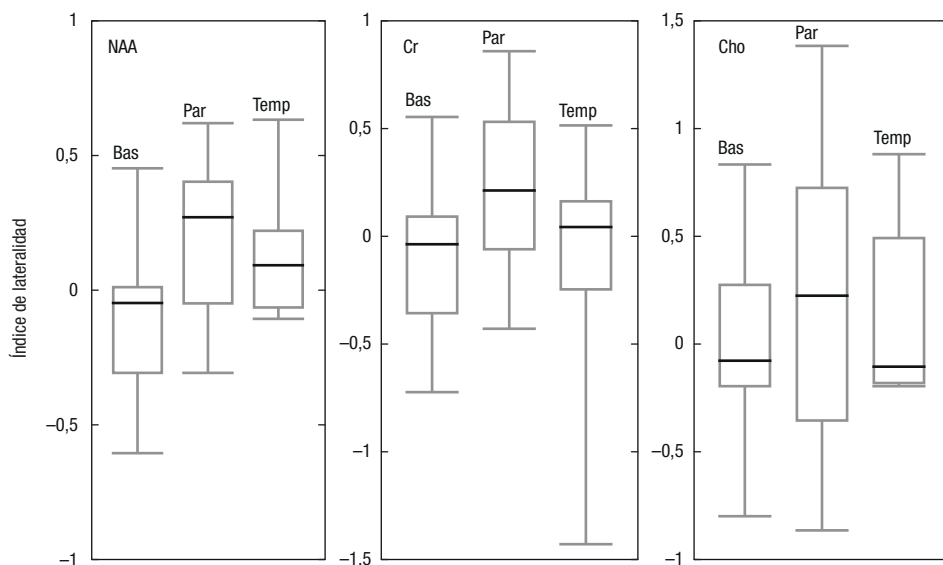 Índice de lateralidad
1
0,5
0
–0,5
–1
NAA
Bas
Par
Temp
1
0,5
0
–0,5
–1
–1,5
Cr
Bas
Par
Temp
1,5
1
0,5
0
–0,5
–1
Cho
Bas
Par
Temp